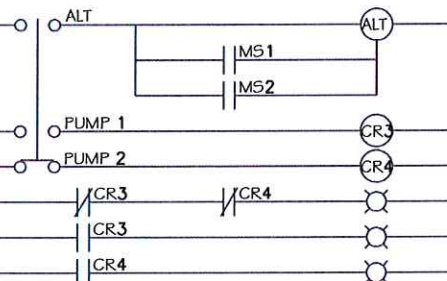 ALT ALT
MS1
MS2
PUMP 1 CR3
PUMP 2 CR4
CR3 CR4
CR3
CR4